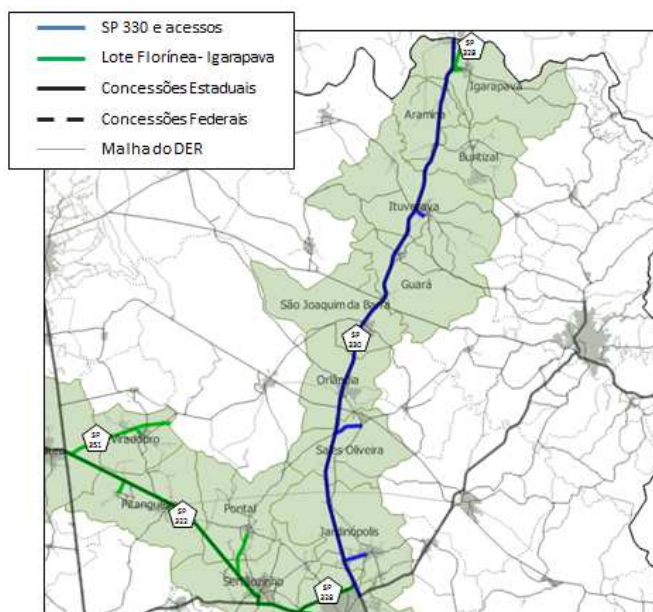 SP 330 e acessos
Lote Florínea- Igarapava
Concessões Estaduais
Concessões Federais
Malha do DER
SP
328
Igarapava
Aramina
Buritizal
Ituverava
Guará
São Joaquim da Barra
SP
330
Orlândia
Sales Oliveira
SP
351
Viradouro
Pitangueiras
SP
322
Pontal
Jardinópolis
Sertãozinho
SP
328